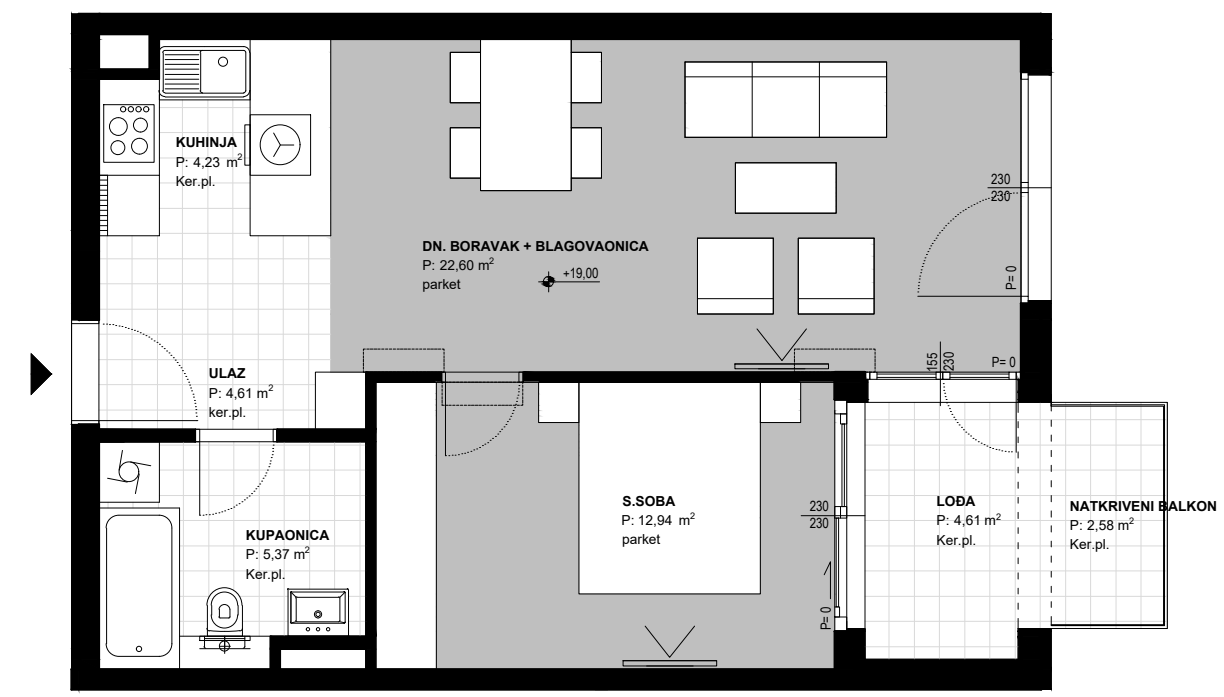 KUHINJA
P: 4,23 m²
Ker.pl.
DN. BORAVAK + BLAGOVAONICA
P: 22,60 m²
parket
+19,00
230
230
P= 0
155
230
P= 0
ULAZ
P: 4,61 m²
ker.pl.
KUPAONICA
P: 5,37 m²
Ker.pl.
S.SOBA
P: 12,94 m²
parket
230
230
P= 0
LOĐA
P: 4,61 m²
Ker.pl.
NATKRIVENI BALKON
P: 2,58 m²
Ker.pl.